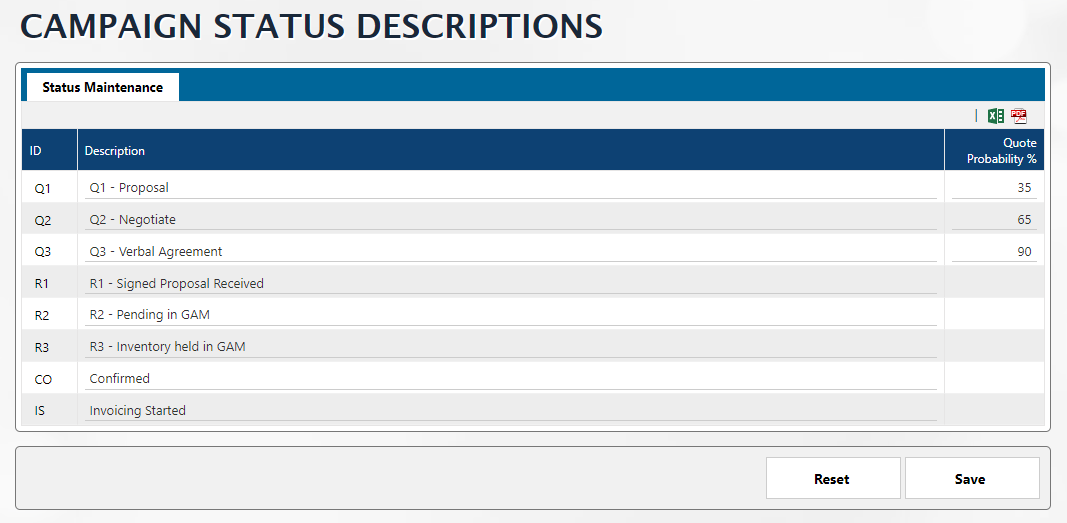 CAMPAIGN STATUS DESCRIPTIONS
Status Maintenance
PDF
ID Description Quote Probability %
Q1 Q1 - Proposal 35
Q2 Q2 - Negotiate 65
Q3 Q3 - Verbal Agreement 90
R1 R1 - Signed Proposal Received
R2 R2 - Pending in GAM
R3 R3 - Inventory held in GAM
CO Confirmed
IS Invoicing Started
Reset Save